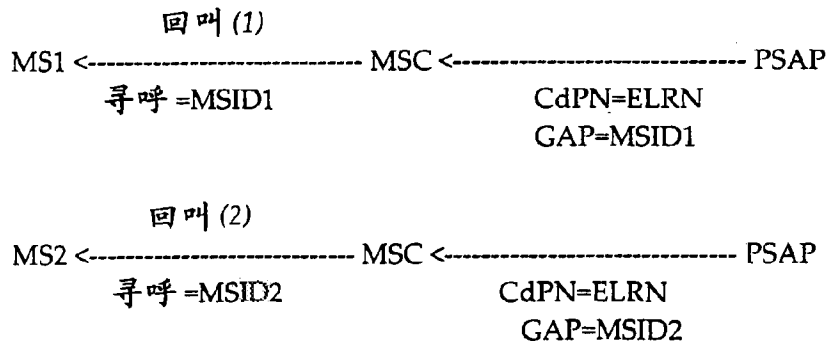 回叫 (1)
MS1 <------------------------------ MSC <------------------------------- PSAP
寻呼 =MSID1 CdPN=ELRN
GAP=MSID1
回叫 (2)
MS2 <----------------------------- MSC <-------------------------------- PSAP
寻呼 =MSID2 CdPN=ELRN
GAP=MSID2